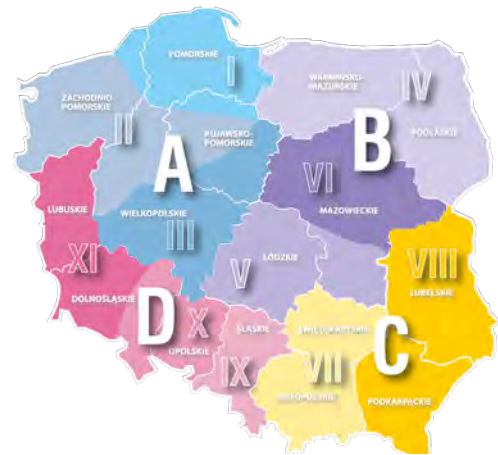 POMORSKIE
I
WARMIŃSKO-
MAZURSKIE
IV
ZACHODNIO-
POMORSKIE
II
KUJAWSKO-
POMORSKIE
PODLASKIE
A
B
VI
MAZOWIECKIE
LUBUSKIE
WIELKOPOLSKIE
III
XI
V
ŁÓDZKIE
VIII
LUBELSKIE
DOLNOŚLĄSKIE
D
X
OPOLSKIE
ŚLĄSKIE
IX
ŚWIĘTOKRZYSKIE
VII
C
MAŁOPOLSKIE
PODKARPACKIE